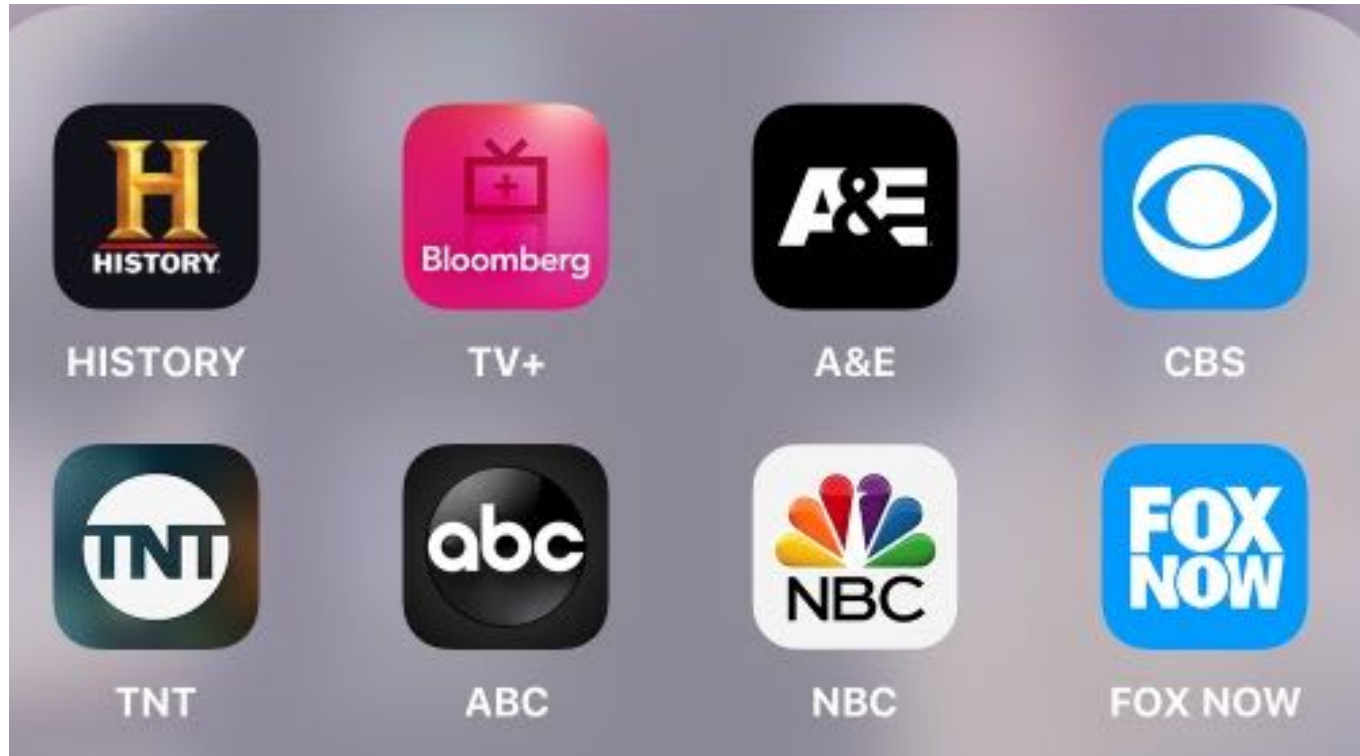 H
HISTORY
+
Bloomberg
A&E
HISTORY
TV+
A&E
CBS
TNT
abc
NBC
FOX
NOW
TNT
ABC
NBC
FOX NOW